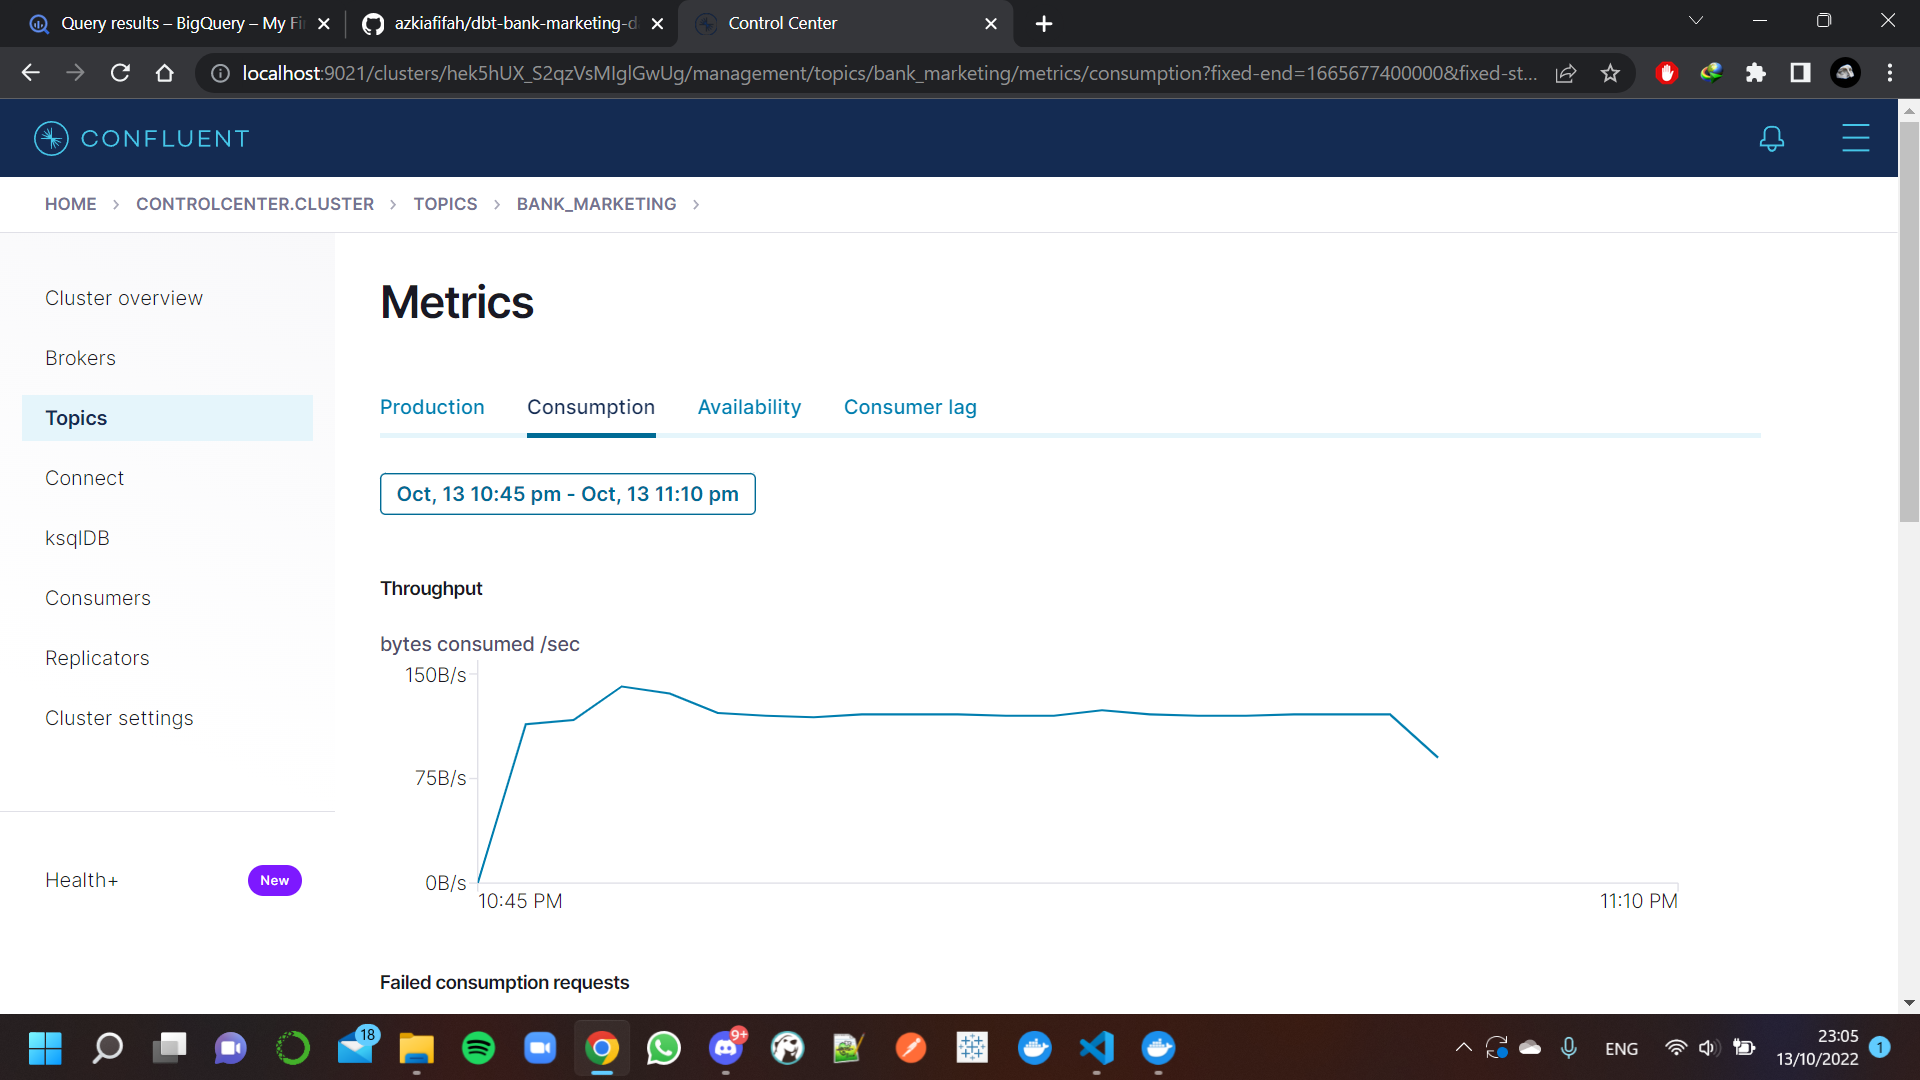 Query results – BigQuery – My Fi
azkiafifah/dbt-bank-marketing-d
Control Center
localhost:9021/clusters/hek5hUX_S2qzVsMIglGwUg/management/topics/bank_marketing/metrics/consumption?fixed-end=1665677400000&fixed-st...
CONFLUENT
HOME > CONTROLCENTER.CLUSTER > TOPICS > BANK_MARKETING >
Cluster overview
Brokers
Topics
Connect
ksqlDB
Consumers
Replicators
Cluster settings
Health+ New
Metrics
Production Consumption Availability Consumer lag
Oct, 13 10:45 pm - Oct, 13 11:10 pm
Throughput
bytes consumed /sec
150B/s
75B/s
0B/s
10:45 PM 11:10 PM
Failed consumption requests
18
9+
ENG
23:05
13/10/2022
1